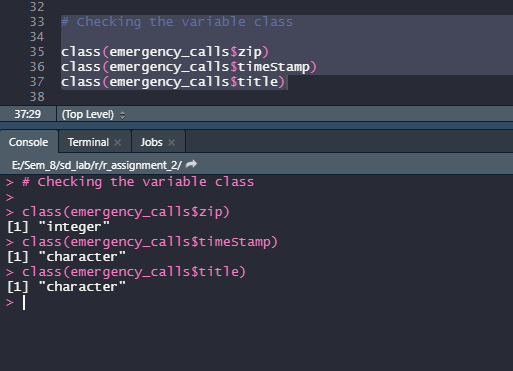 32
33 # Checking the variable class
34
35 class(emergency_calls$zip)
36 class(emergency_calls$timeStamp)
37 class(emergency_calls$title)
38
37:29 (Top Level)
Console Terminal Jobs
E:/Sem_8/sd_lab/r/r_assignment_2/
> # Checking the variable class
>
> class(emergency_calls$zip)
[1] "integer"
> class(emergency_calls$timeStamp)
[1] "character"
> class(emergency_calls$title)
[1] "character"
>